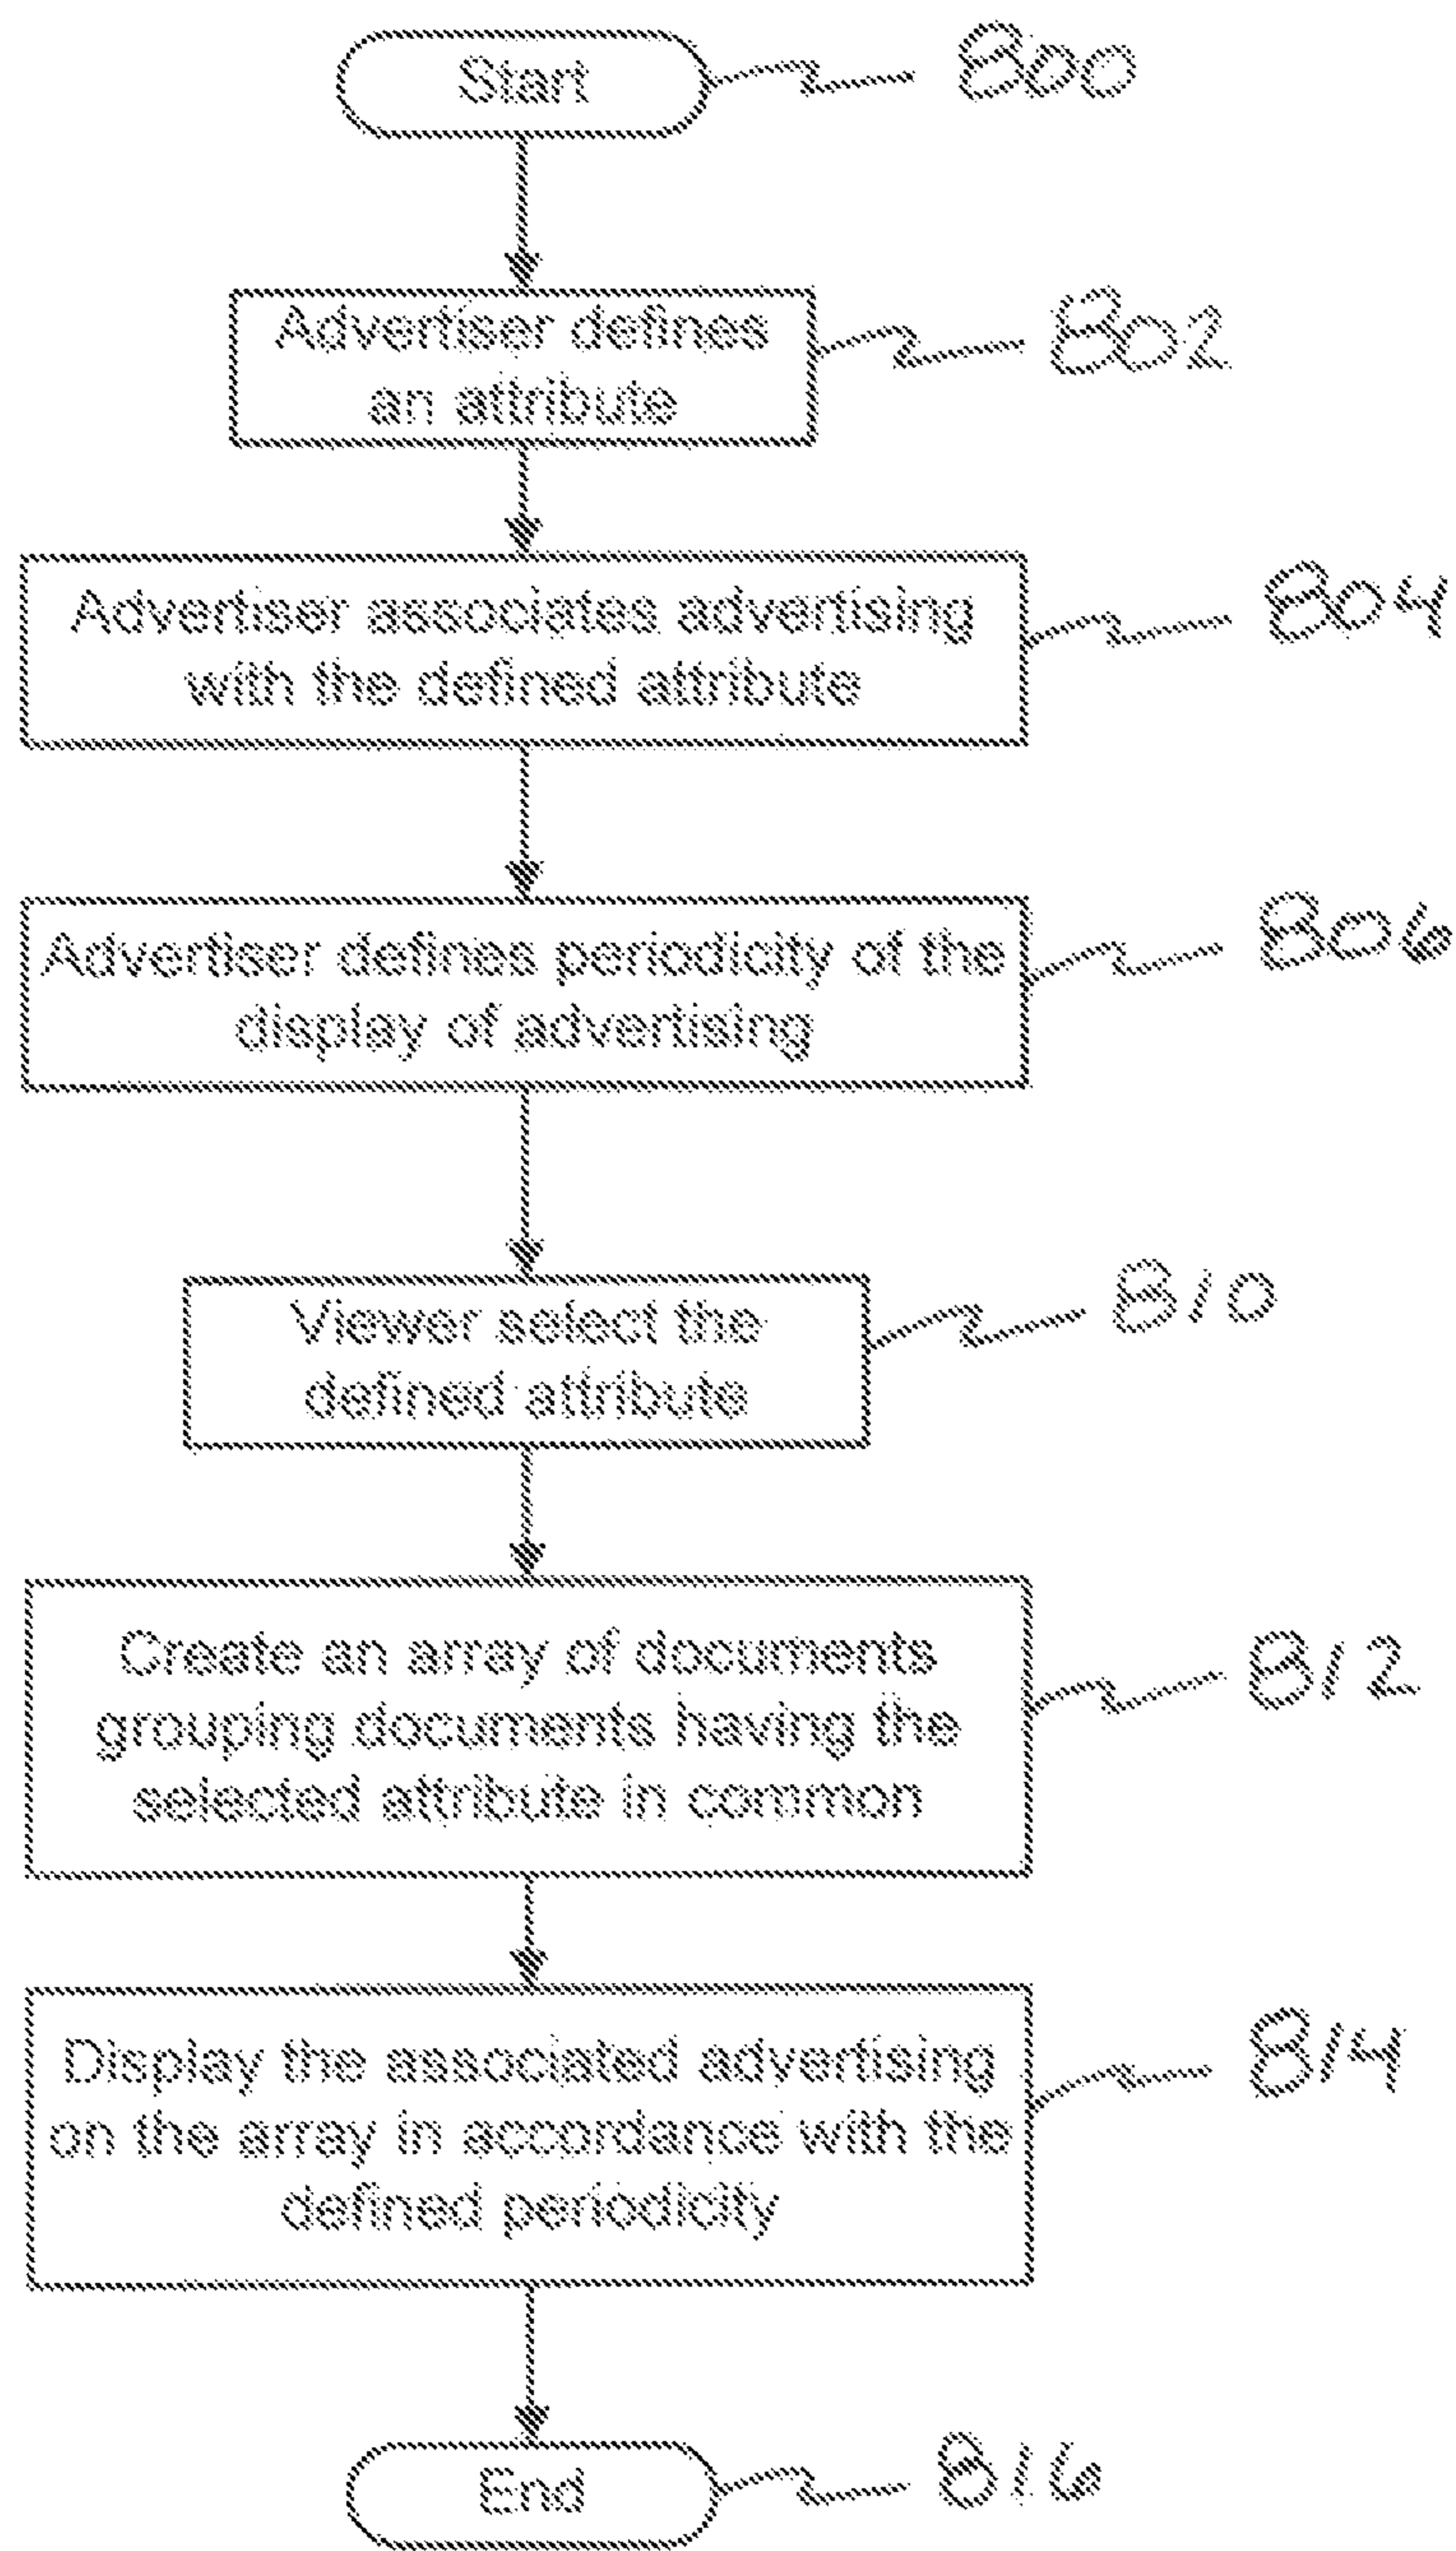 Start
800
Advertiser defines
an attribute
802
Advertiser associates advertising
with the defined attribute
804
Advertiser defines periodicity of the
display of advertising
806
Viewer select the
defined attribute
810
Create an array of documents
grouping documents having the
selected attribute in common
812
Display the associated advertising
on the array in accordance with the
defined periodicity
814
End
816